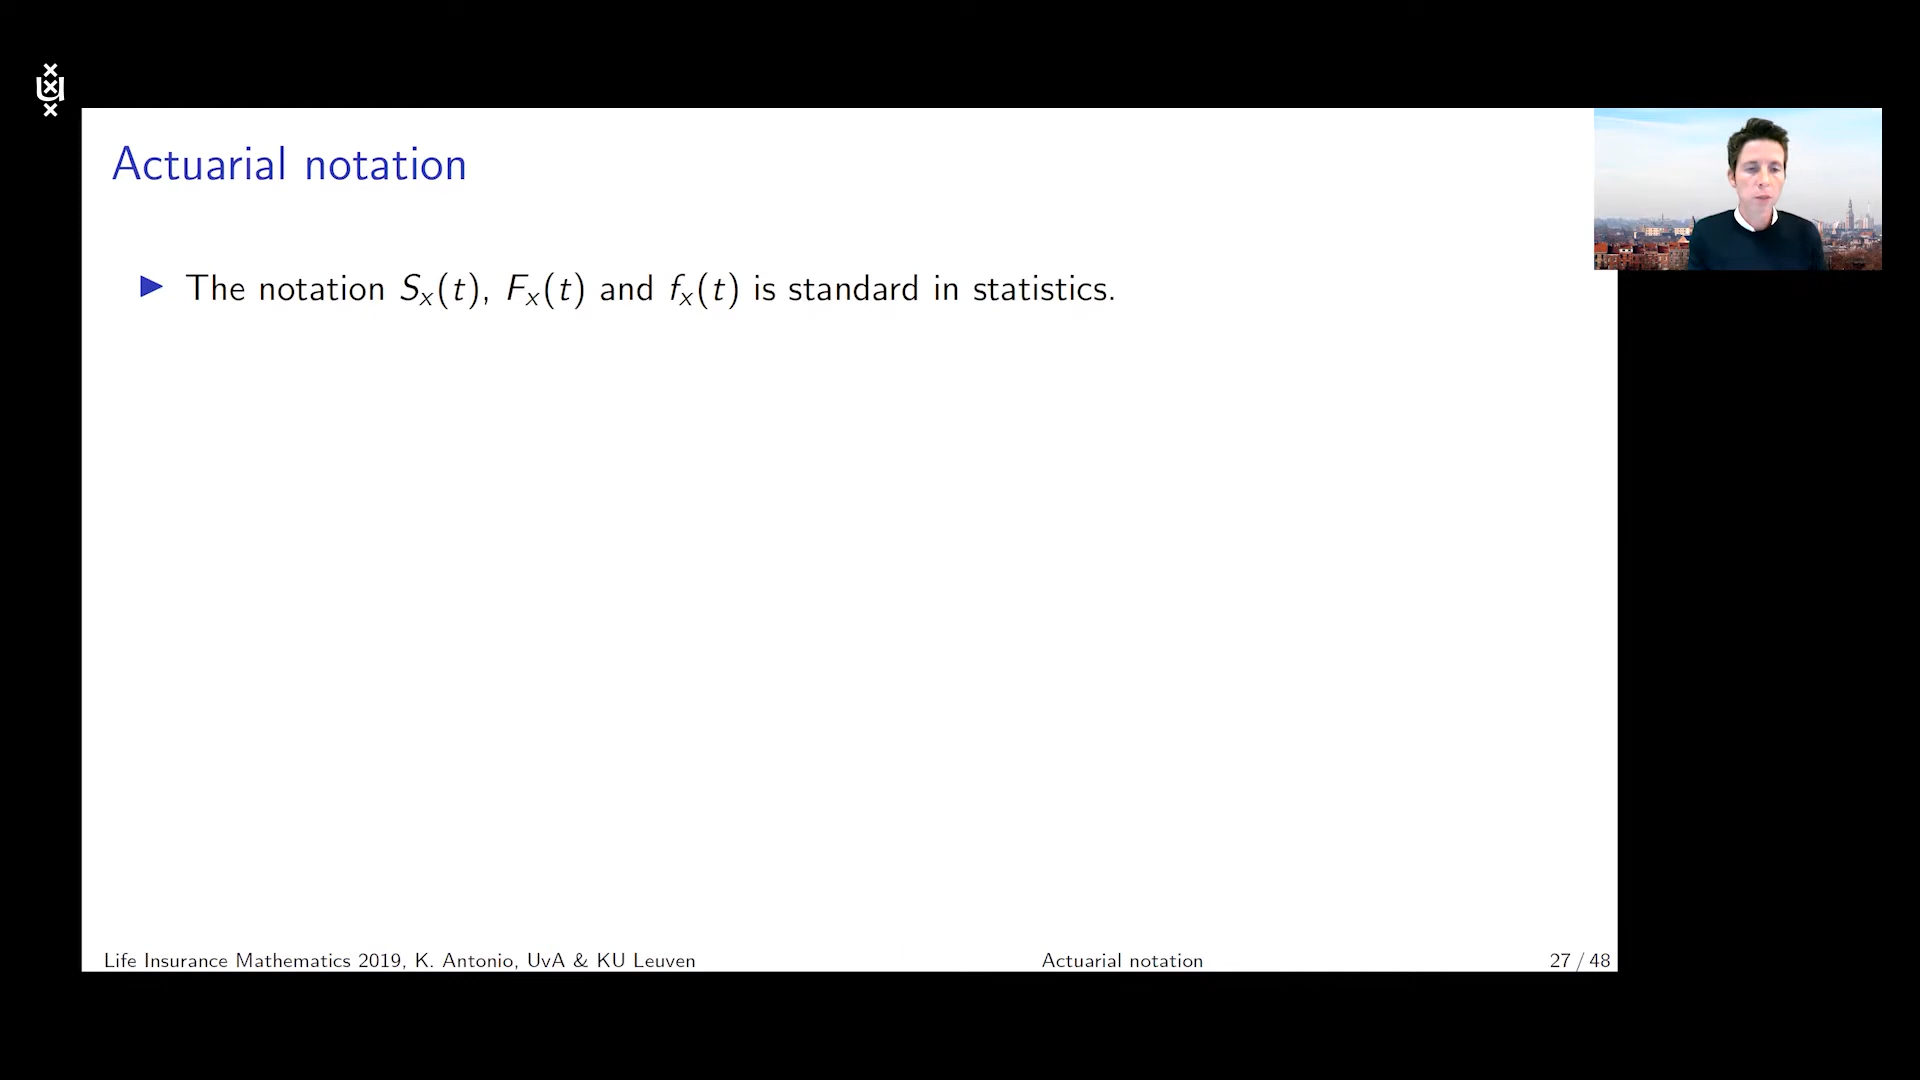 Actuarial notation
▶ The notation Sₓ(t), Fₓ(t) and fₓ(t) is standard in statistics.
Life Insurance Mathematics 2019, K. Antonio, UvA & KU Leuven
Actuarial notation
27 / 48